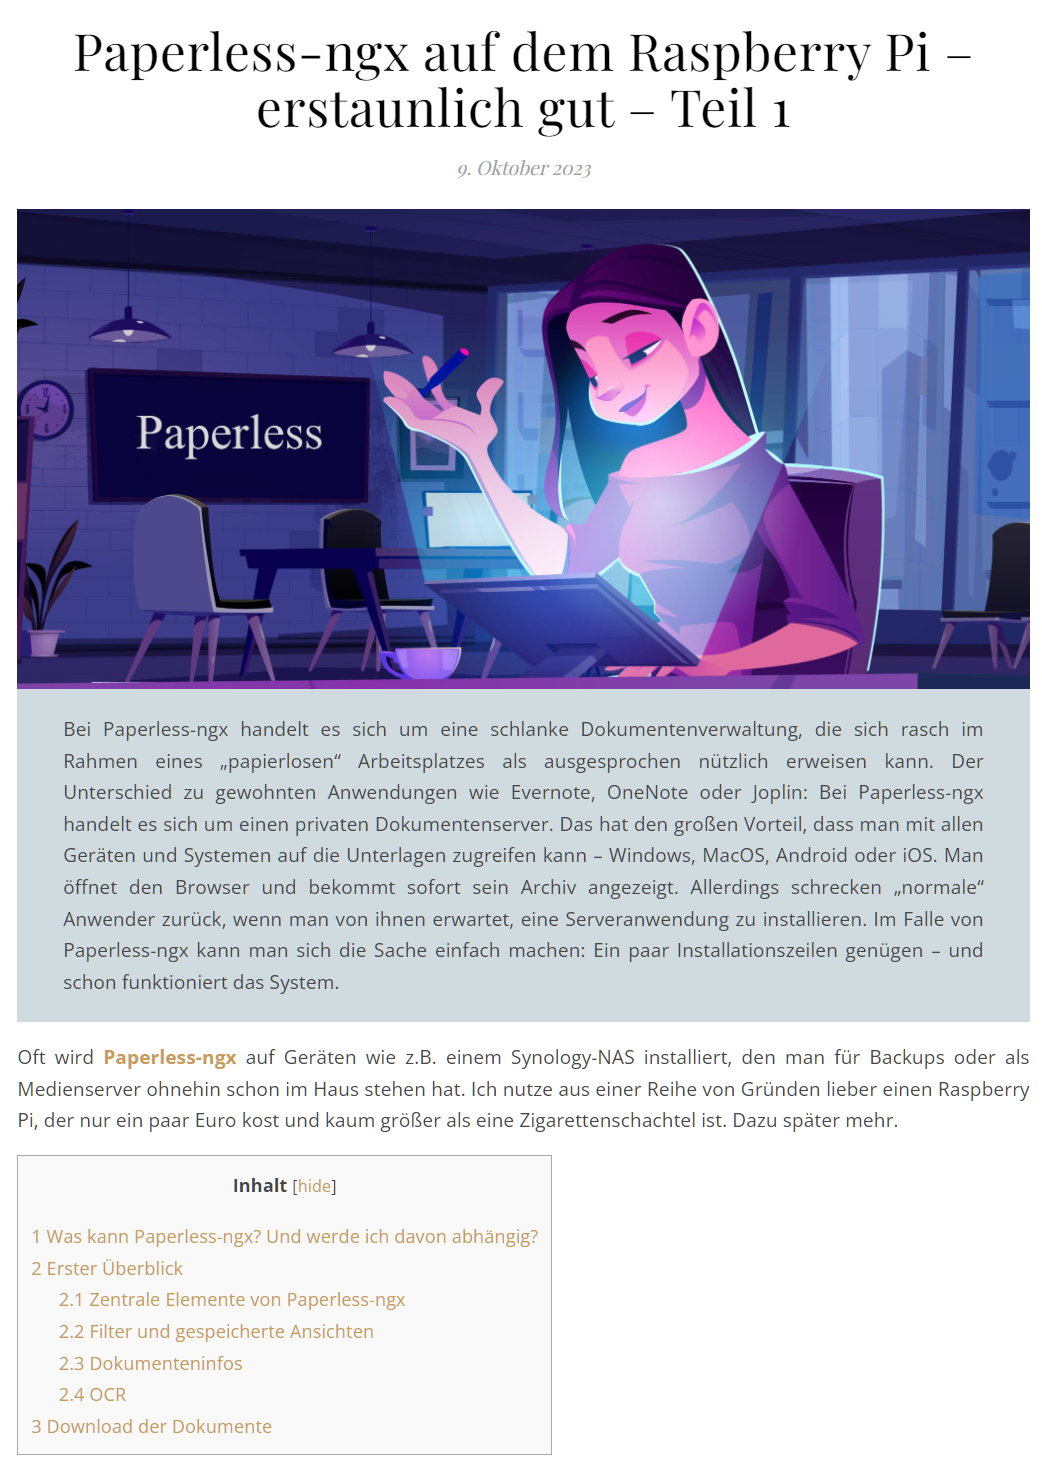 Paperless-ngx auf dem Raspberry Pi –
erstaunlich gut – Teil 1
9. Oktober 2023
Paperless
Bei Paperless-ngx handelt es sich um eine schlanke Dokumentenverwaltung, die sich rasch im
Rahmen eines „papierlosen“ Arbeitsplatzes als ausgesprochen nützlich erweisen kann. Der
Unterschied zu gewohnten Anwendungen wie Evernote, OneNote oder Joplin: Bei Paperless-ngx
handelt es sich um einen privaten Dokumentenserver. Das hat den großen Vorteil, dass man mit allen
Geräten und Systemen auf die Unterlagen zugreifen kann – Windows, MacOS, Android oder iOS. Man
öffnet den Browser und bekommt sofort sein Archiv angezeigt. Allerdings schrecken „normale“
Anwender zurück, wenn man von ihnen erwartet, eine Serveranwendung zu installieren. Im Falle von
Paperless-ngx kann man sich die Sache einfach machen: Ein paar Installationszeilen genügen – und
schon funktioniert das System.
Oft wird Paperless-ngx auf Geräten wie z.B. einem Synology-NAS installiert, den man für Backups oder als
Medienserver ohnehin schon im Haus stehen hat. Ich nutze aus einer Reihe von Gründen lieber einen Raspberry
Pi, der nur ein paar Euro kost und kaum größer als eine Zigarettenschachtel ist. Dazu später mehr.
Inhalt [hide]
1 Was kann Paperless-ngx? Und werde ich davon abhängig?
2 Erster Überblick
2.1 Zentrale Elemente von Paperless-ngx
2.2 Filter und gespeicherte Ansichten
2.3 Dokumenteninfos
2.4 OCR
3 Download der Dokumente